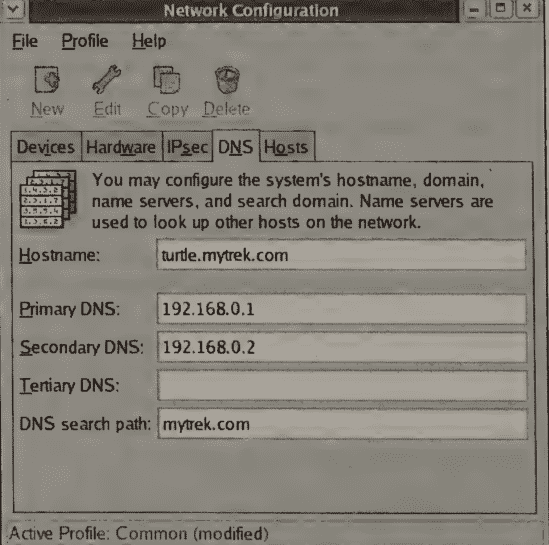 Network Configuration
File Profile Help
New Edit Copy Delete
Devices Hardware IPsec DNS Hosts
You may configure the system's hostname, domain,
name servers, and search domain. Name servers are
used to look up other hosts on the network.
Hostname: turtle.mytrek.com
Primary DNS: 192.168.0.1
Secondary DNS: 192.168.0.2
Tertiary DNS:
DNS search path: mytrek.com
Active Profile: Common (modified)